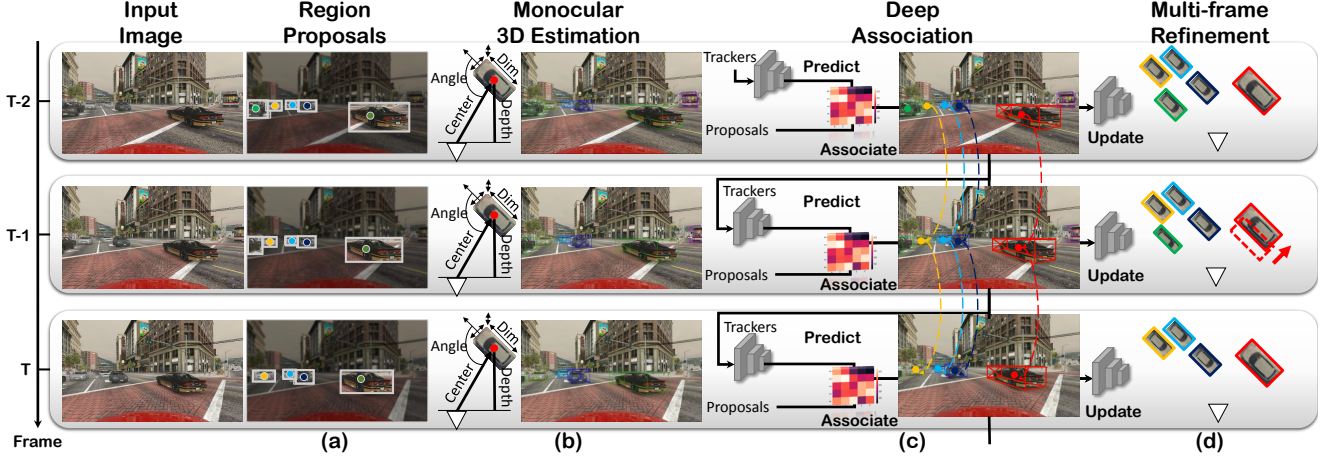 Input
Image
Region
Proposals
Monocular
3D Estimation
Deep
Association
Multi-frame
Refinement
T-2
Angle
Dim
Center
Depth
Trackers
Predict
Proposals
Associate
Update
T-1
Angle
Dim
Center
Depth
Trackers
Predict
Proposals
Associate
Update
T
Angle
Dim
Center
Depth
Trackers
Predict
Proposals
Associate
Update
Frame
(a)
(b)
(c)
(d)